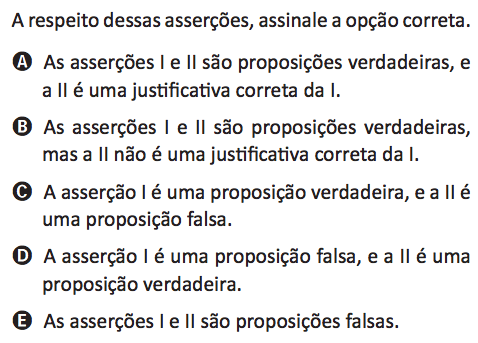 A respeito dessas asserções, assinale a opção correta.
A As asserções I e II são proposições verdadeiras, e
a II é uma justificativa correta da I.
B As asserções I e II são proposições verdadeiras,
mas a II não é uma justificativa correta da I.
C A asserção I é uma proposição verdadeira, e a II é
uma proposição falsa.
D A asserção I é uma proposição falsa, e a II é uma
proposição verdadeira.
E As asserções I e II são proposições falsas.